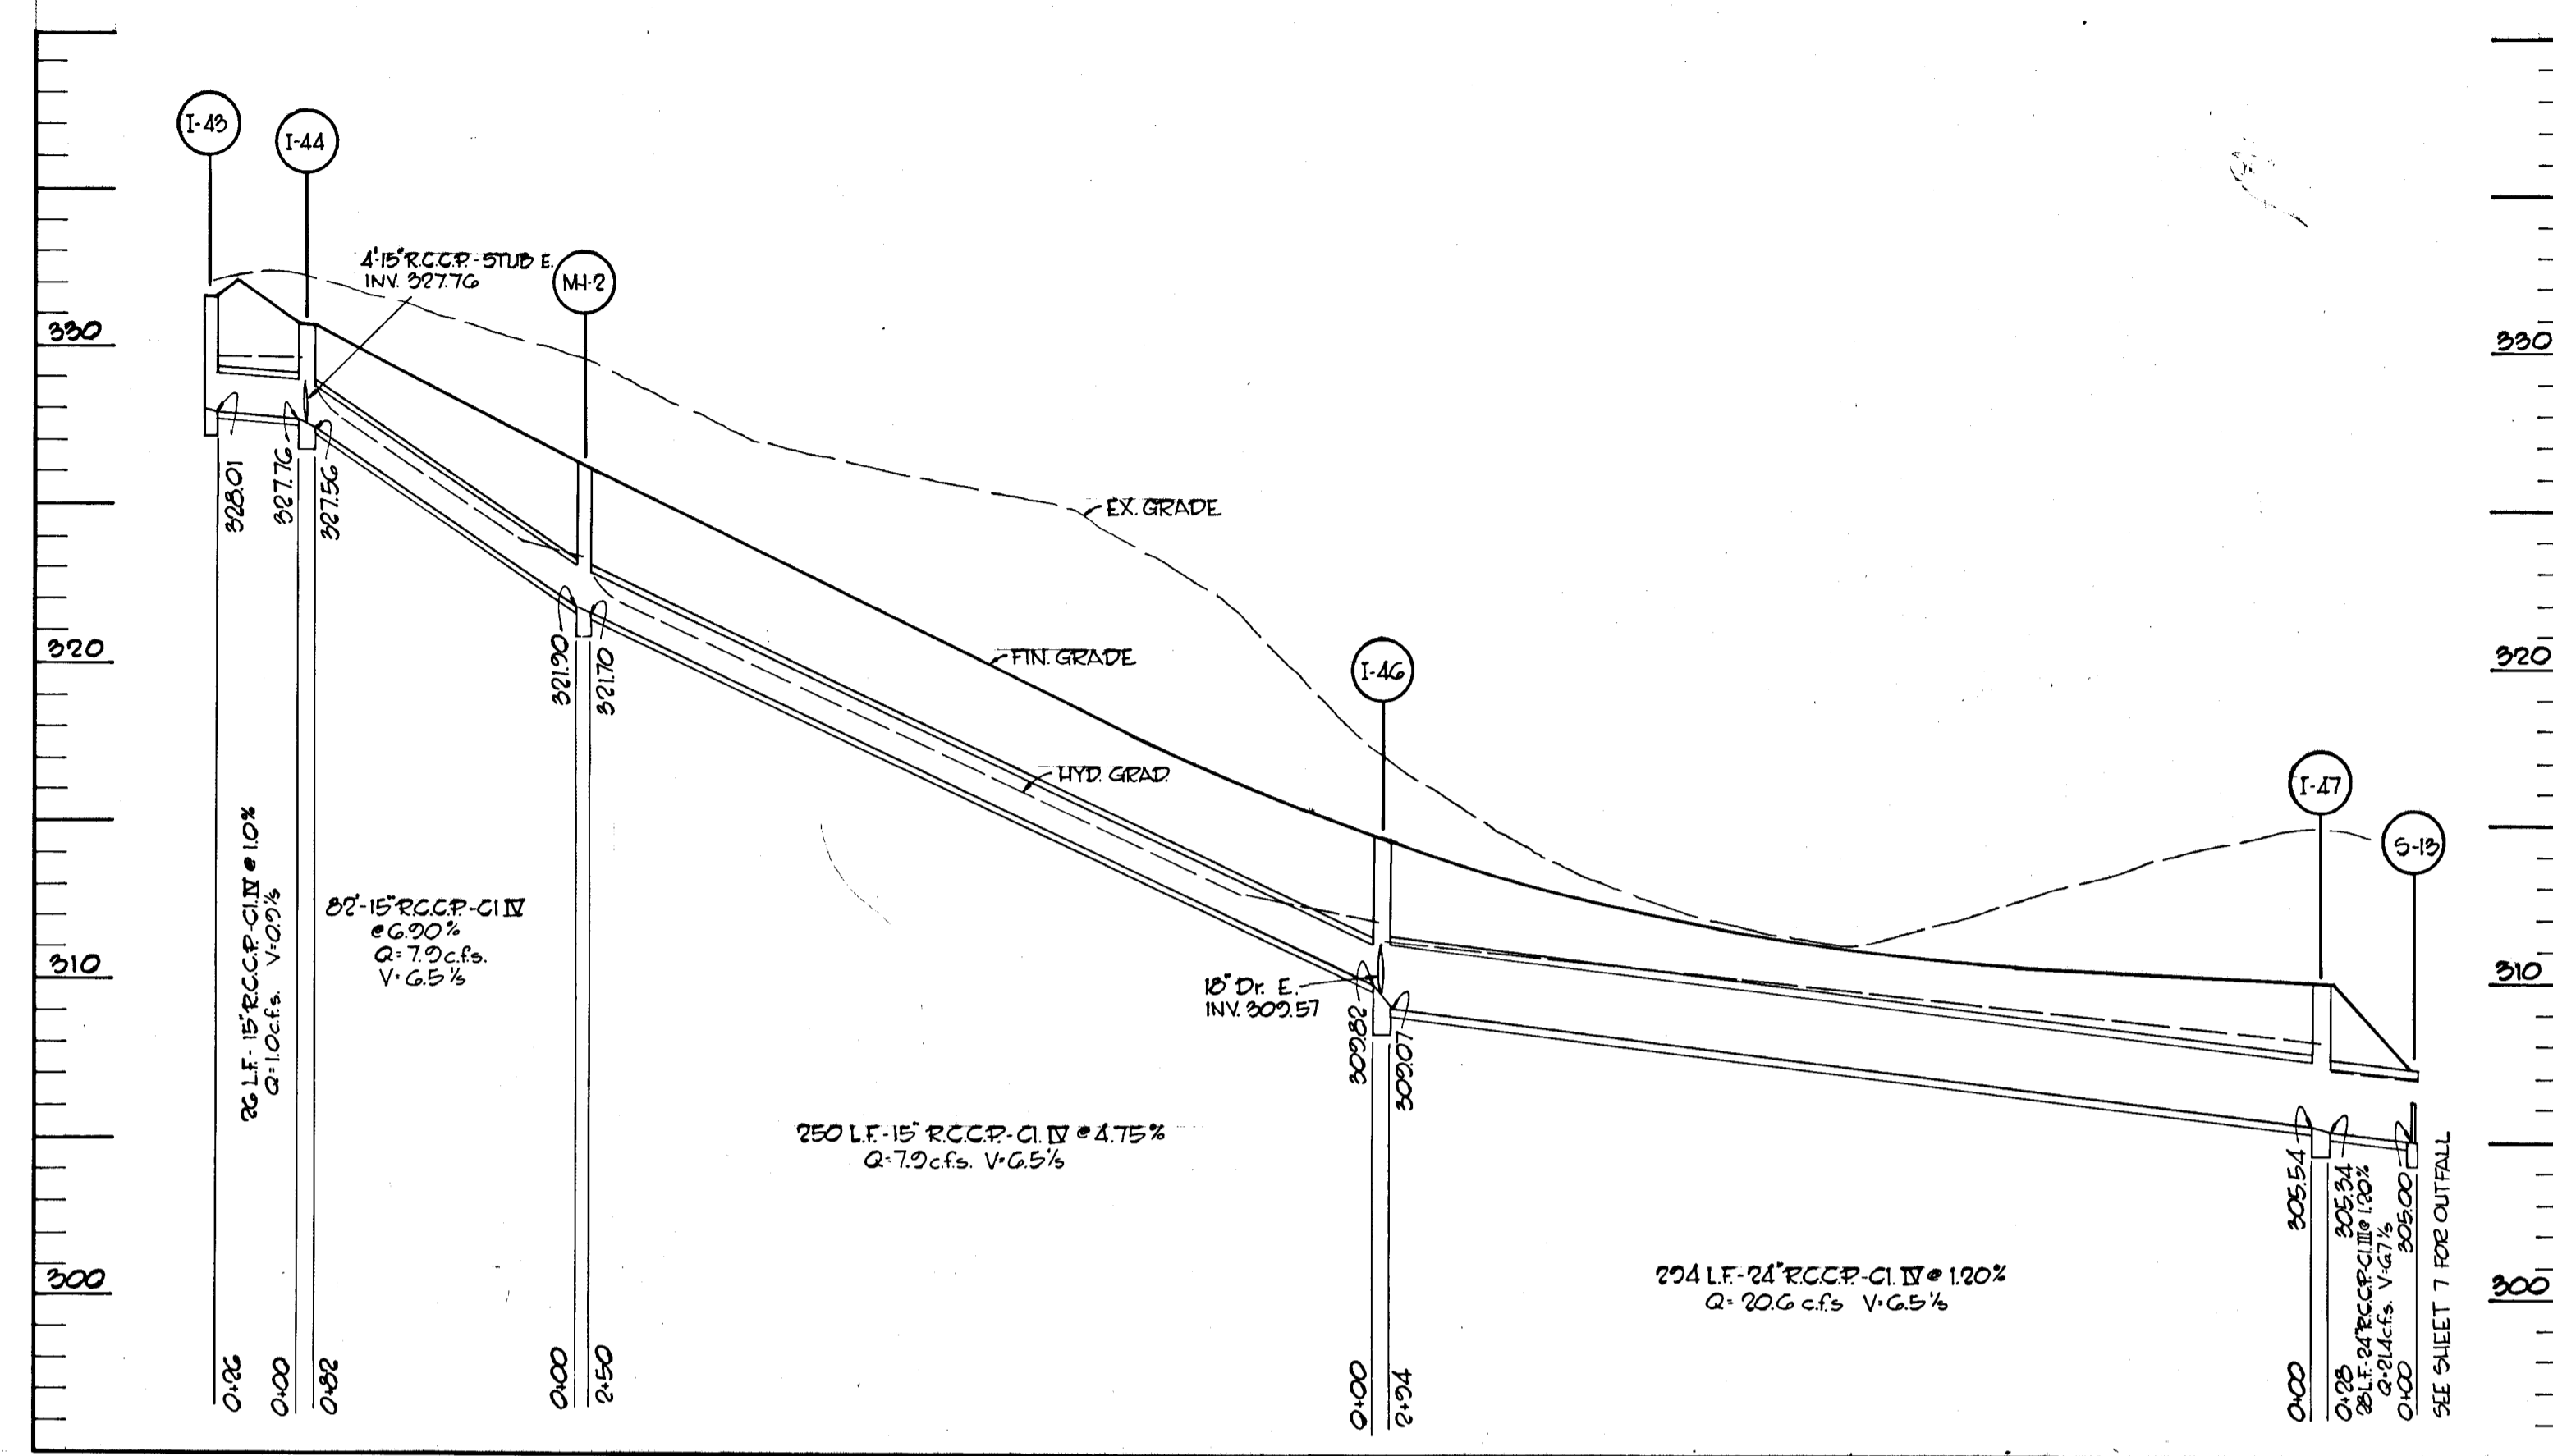 I-43
I-44
4'-15" R.C.C.P.-STUB E.
INV. 327.76
MH-2
330
330
328.01
327.76
327.56
EX. GRADE
320
320
321.90
321.70
FIN. GRADE
I-46
HYD. GRAD.
I-47
S-13
310
310
26 L.F.-15" R.C.C.P.-Cl. IV @ 1.0%
Q=1.0 c.f.s. V=0.9'/s
82'-15" R.C.C.P.-Cl IV
@ 6.90%
Q=7.9 c.f.s.
V=6.5'/s
18" Dr. E.
INV. 309.57
309.82
309.07
250 L.F.-15" R.C.C.P.-Cl. IV @ 4.75%
Q=7.9 c.f.s. V=6.5'/s
305.54
305.34
305.00
300
300
294 L.F.-24" R.C.C.P.-Cl. IV @ 1.20%
Q=20.6 c.f.s V=6.5'/s
28 L.F.-24" R.C.C.P.-Cl. III @ 1.20%
Q=21.4 c.f.s. V=6.7'/s
SEE SHEET 7 FOR OUTFALL
0+26
0+00
0+82
0+00
2+50
0+00
2+94
0+00
0+28
0+00